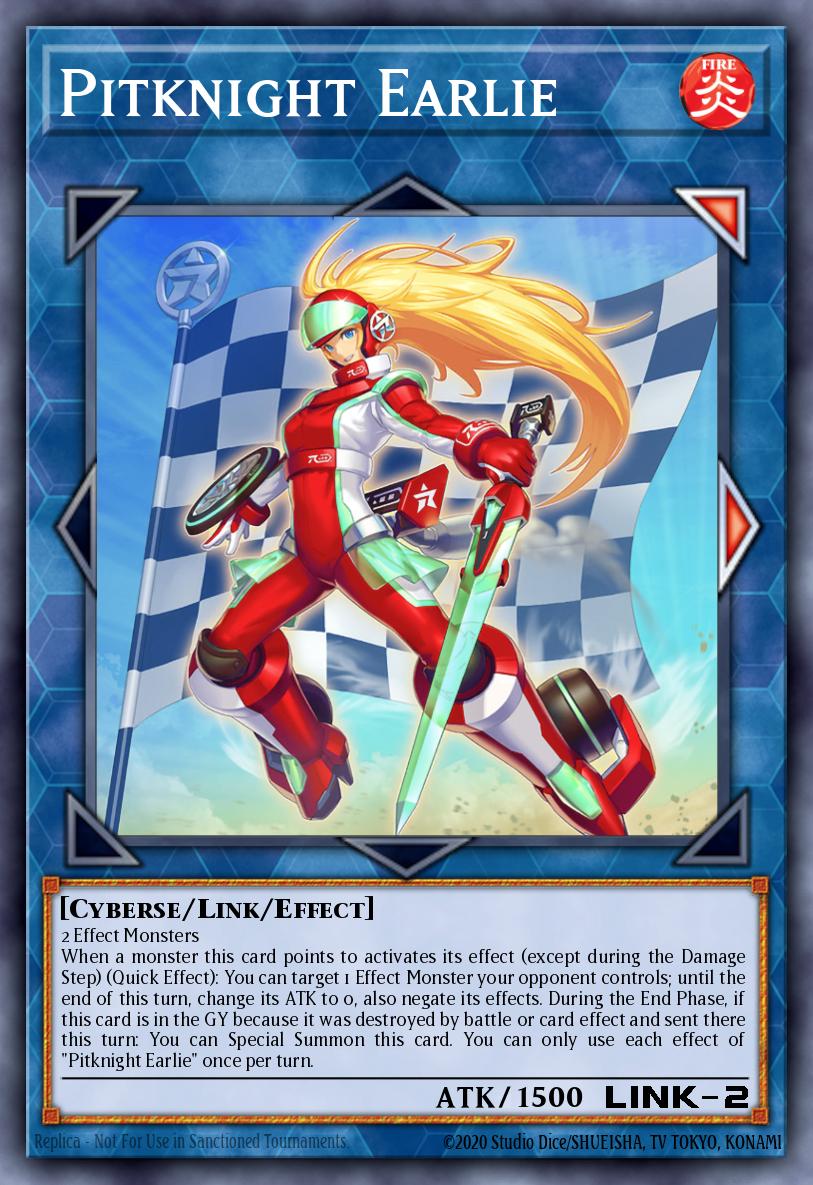 Pitknight Earlie
FIRE
炎
[Cyberse/Link/Effect]
2 Effect Monsters
When a monster this card points to activates its effect (except during the Damage
Step) (Quick Effect): You can target 1 Effect Monster your opponent controls; until the
end of this turn, change its ATK to 0, also negate its effects. During the End Phase, if
this card is in the GY because it was destroyed by battle or card effect and sent there
this turn: You can Special Summon this card. You can only use each effect of
"Pitknight Earlie" once per turn.
ATK/1500 LINK-2
Replica - Not For Use in Sanctioned Tournaments.
©2020 Studio Dice/SHUEISHA, TV TOKYO, KONAMI